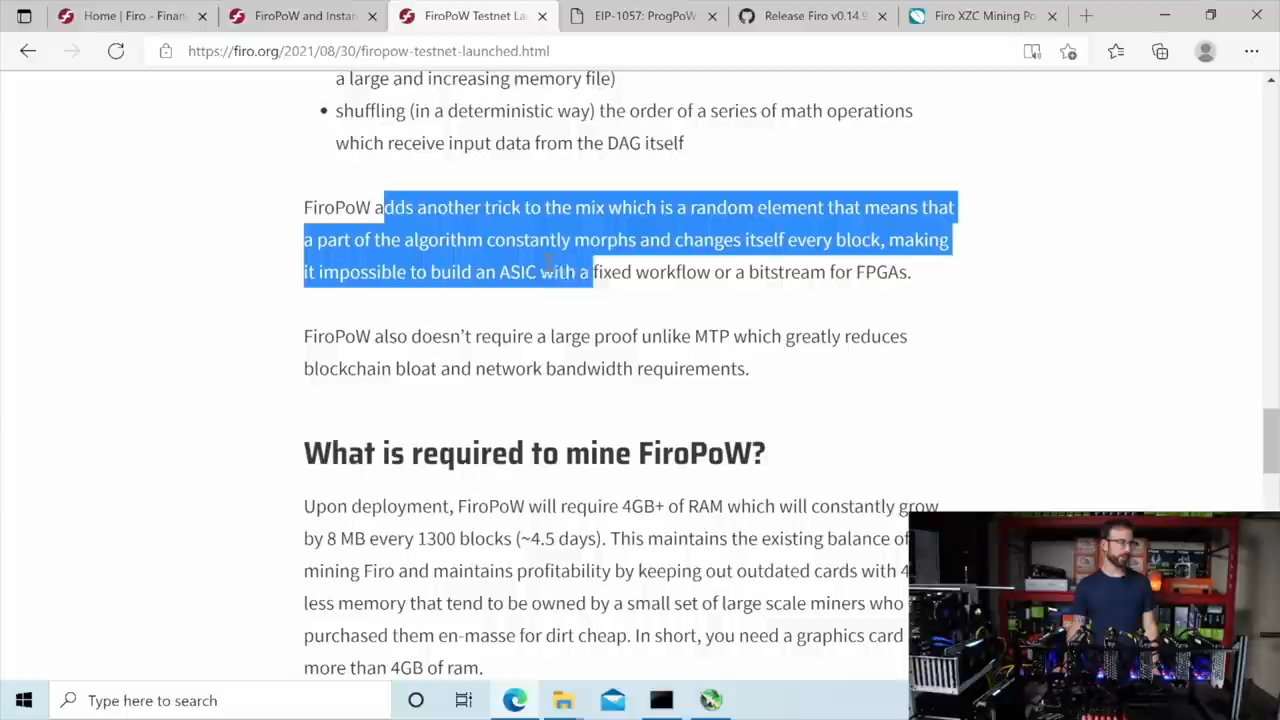 Home | Firo - Finan
FiroPoW and Instan
FiroPoW Testnet La
EIP-1057: ProgPoW
Release Firo v0.14.9
Firo XZC Mining Po
https://firo.org/2021/08/30/firopow-testnet-launched.html
a large and increasing memory file)
• shuffling (in a deterministic way) the order of a series of math operations
which receive input data from the DAG itself
FiroPoW adds another trick to the mix which is a random element that means that
a part of the algorithm constantly morphs and changes itself every block, making
it impossible to build an ASIC with a fixed workflow or a bitstream for FPGAs.
FiroPoW also doesn’t require a large proof unlike MTP which greatly reduces
blockchain bloat and network bandwidth requirements.
What is required to mine FiroPoW?
Upon deployment, FiroPoW will require 4GB+ of RAM which will constantly grow
by 8 MB every 1300 blocks (~4.5 days). This maintains the existing balance of
mining Firo and maintains profitability by keeping out outdated cards with 4
less memory that tend to be owned by a small set of large scale miners who
purchased them en-masse for dirt cheap. In short, you need a graphics card
more than 4GB of ram.
Type here to search